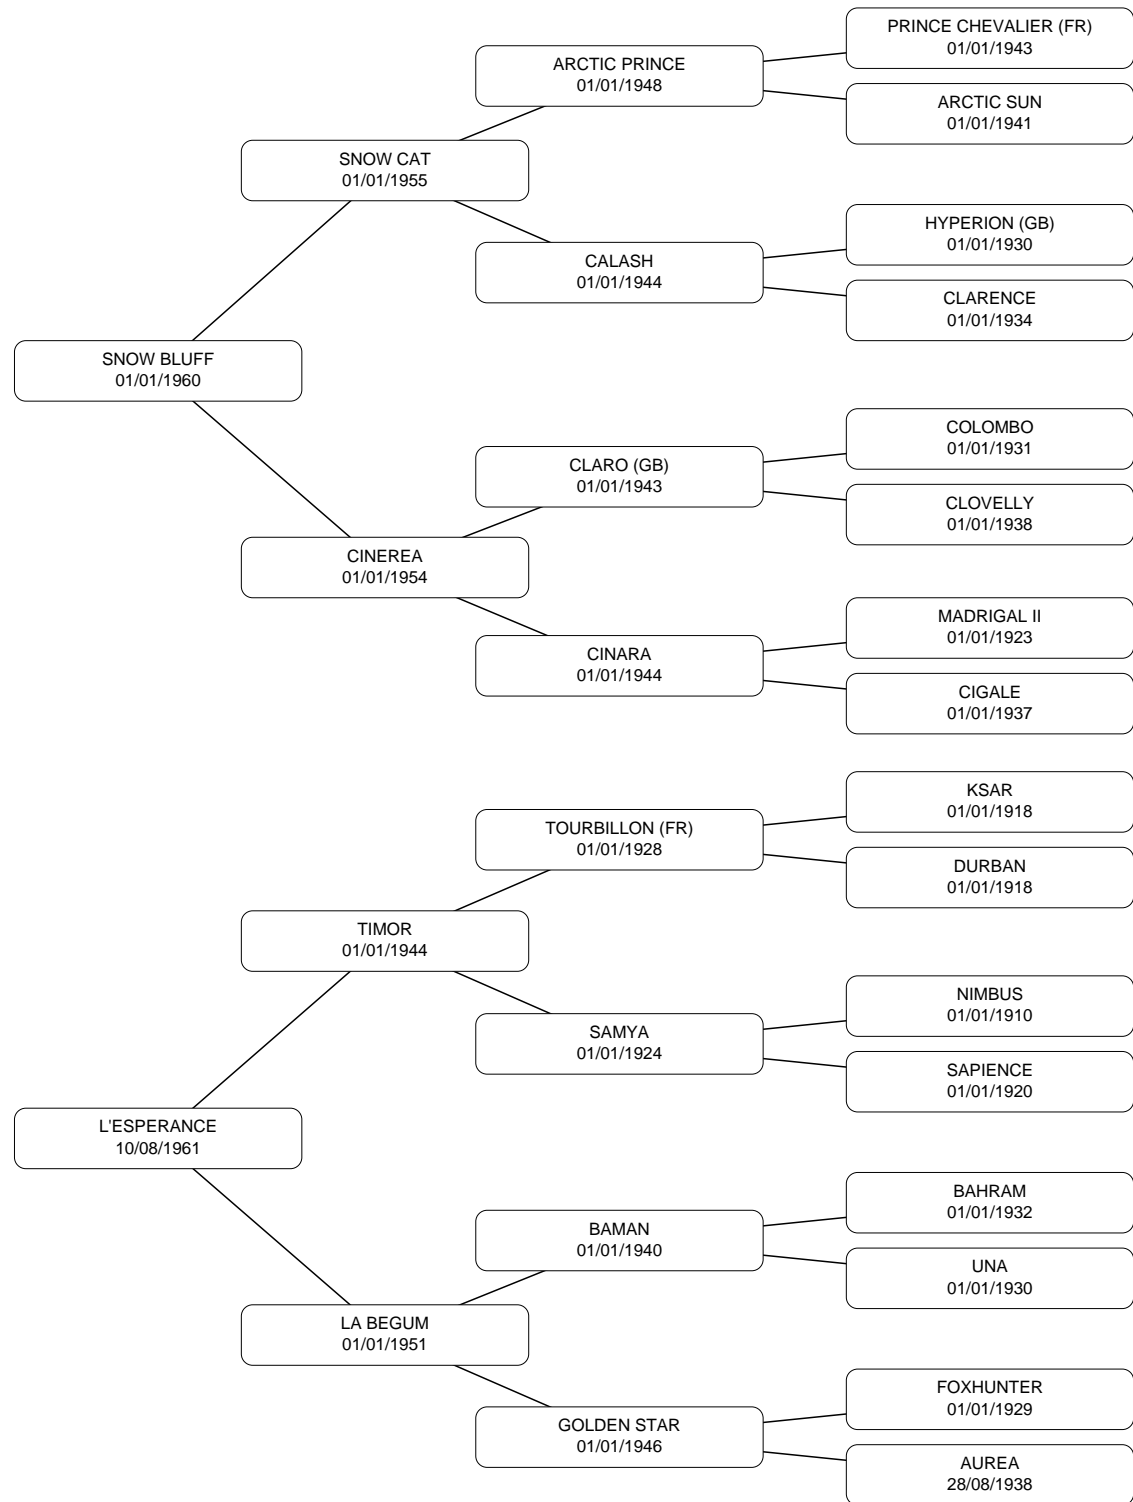 PRINCE CHEVALIER (FR)
01/01/1943
ARCTIC PRINCE
01/01/1948
ARCTIC SUN
01/01/1941
SNOW CAT
01/01/1955
HYPERION (GB)
01/01/1930
CALASH
01/01/1944
CLARENCE
01/01/1934
SNOW BLUFF
01/01/1960
COLOMBO
01/01/1931
CLARO (GB)
01/01/1943
CLOVELLY
01/01/1938
CINEREA
01/01/1954
MADRIGAL II
01/01/1923
CINARA
01/01/1944
CIGALE
01/01/1937
KSAR
01/01/1918
TOURBILLON (FR)
01/01/1928
DURBAN
01/01/1918
TIMOR
01/01/1944
NIMBUS
01/01/1910
SAMYA
01/01/1924
SAPIENCE
01/01/1920
L'ESPERANCE
10/08/1961
BAHRAM
01/01/1932
BAMAN
01/01/1940
UNA
01/01/1930
LA BEGUM
01/01/1951
FOXHUNTER
01/01/1929
GOLDEN STAR
01/01/1946
AUREA
28/08/1938